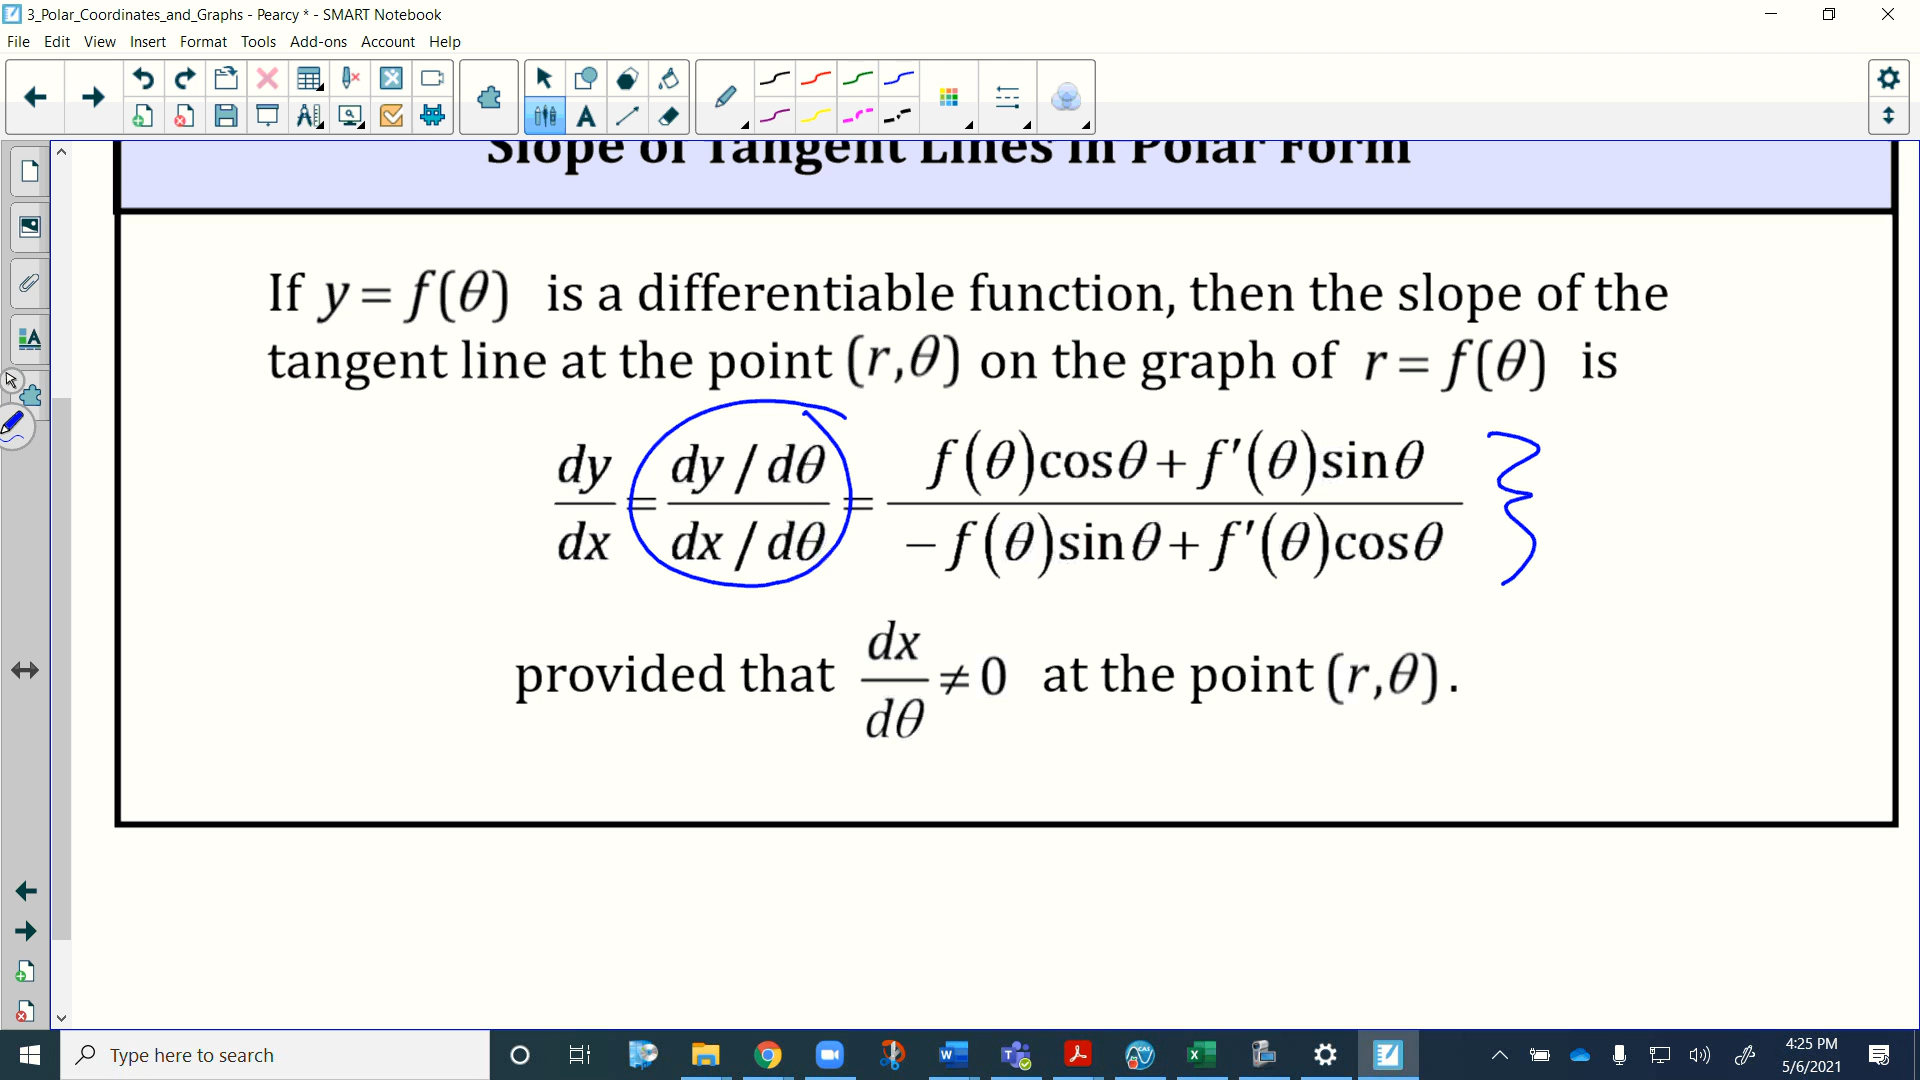 3_Polar_Coordinates_and_Graphs - Pearcy * - SMART Notebook
File Edit View Insert Format Tools Add-ons Account Help
Slope of Tangent Lines in Polar Form
If y = f(θ) is a differentiable function, then the slope of the
tangent line at the point (r,θ) on the graph of r = f(θ) is
dy/dx = (dy / dθ)/(dx / dθ) = (f(θ)cosθ + f′(θ)sinθ)/(−f(θ)sinθ + f′(θ)cosθ)
provided that dx/dθ ≠ 0 at the point (r,θ).
Type here to search
4:25 PM
5/6/2021